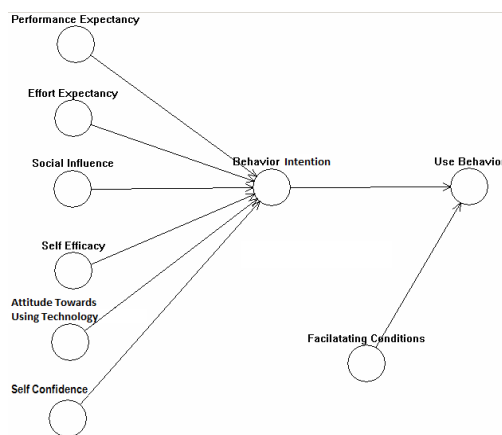 Performance Expectancy
Effort Expectancy
Social Influence
Behavior Intention
Use Behavior
Self Efficacy
Attitude Towards
Using Technology
Facilatating Conditions
Self Confidence